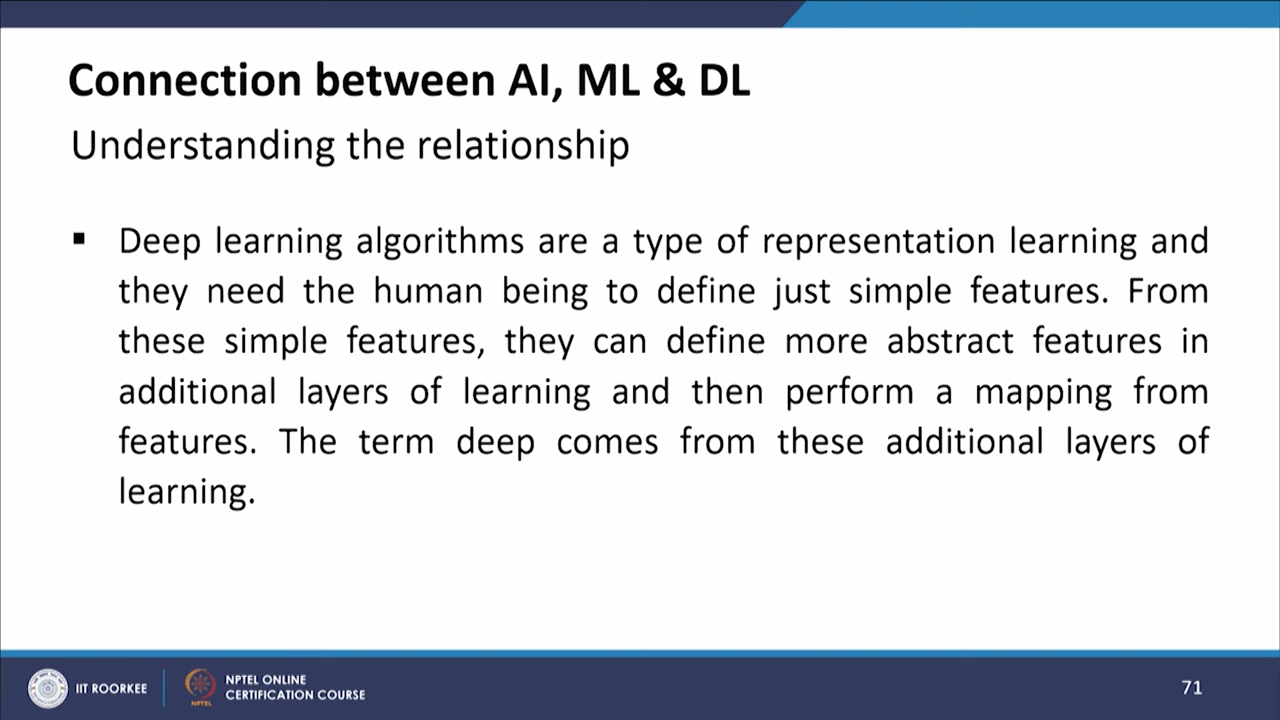 Connection between AI, ML & DL
Understanding the relationship
▪ Deep learning algorithms are a type of representation learning and
they need the human being to define just simple features. From
these simple features, they can define more abstract features in
additional layers of learning and then perform a mapping from
features. The term deep comes from these additional layers of
learning.
IIT ROORKEE
NPTEL ONLINE
CERTIFICATION COURSE
NPTEL
71